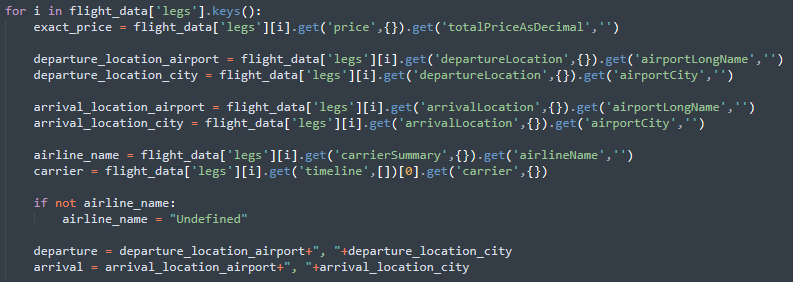 for i in flight_data['legs'].keys():
    exact_price = flight_data['legs'][i].get('price',{}).get('totalPriceAsDecimal','')

    departure_location_airport = flight_data['legs'][i].get('departureLocation',{}).get('airportLongName','')
    departure_location_city = flight_data['legs'][i].get('departureLocation',{}).get('airportCity','')

    arrival_location_airport = flight_data['legs'][i].get('arrivalLocation',{}).get('airportLongName','')
    arrival_location_city = flight_data['legs'][i].get('arrivalLocation',{}).get('airportCity','')

    airline_name = flight_data['legs'][i].get('carrierSummary',{}).get('airlineName','')
    carrier = flight_data['legs'][i].get('timeline',[])[0].get('carrier',{})

    if not airline_name:
        airline_name = "Undefined"

    departure = departure_location_airport+", "+departure_location_city
    arrival = arrival_location_airport+", "+arrival_location_city